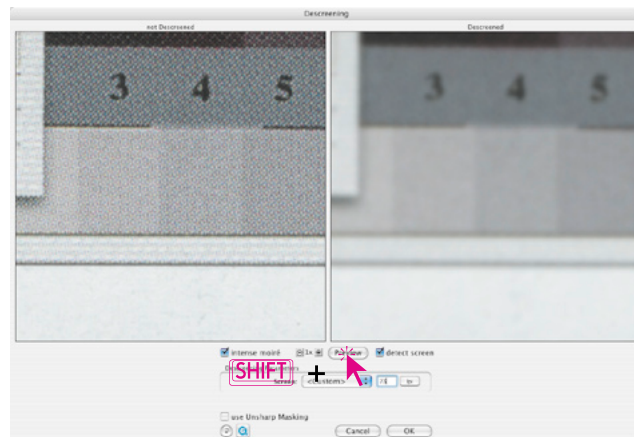 Descreening
not Descreened Descreened
3 4 5 3 4 5
intense moiré 1x Preview detect screen
SHIFT +
Screen: <custom>
use Unsharp Masking
Cancel OK